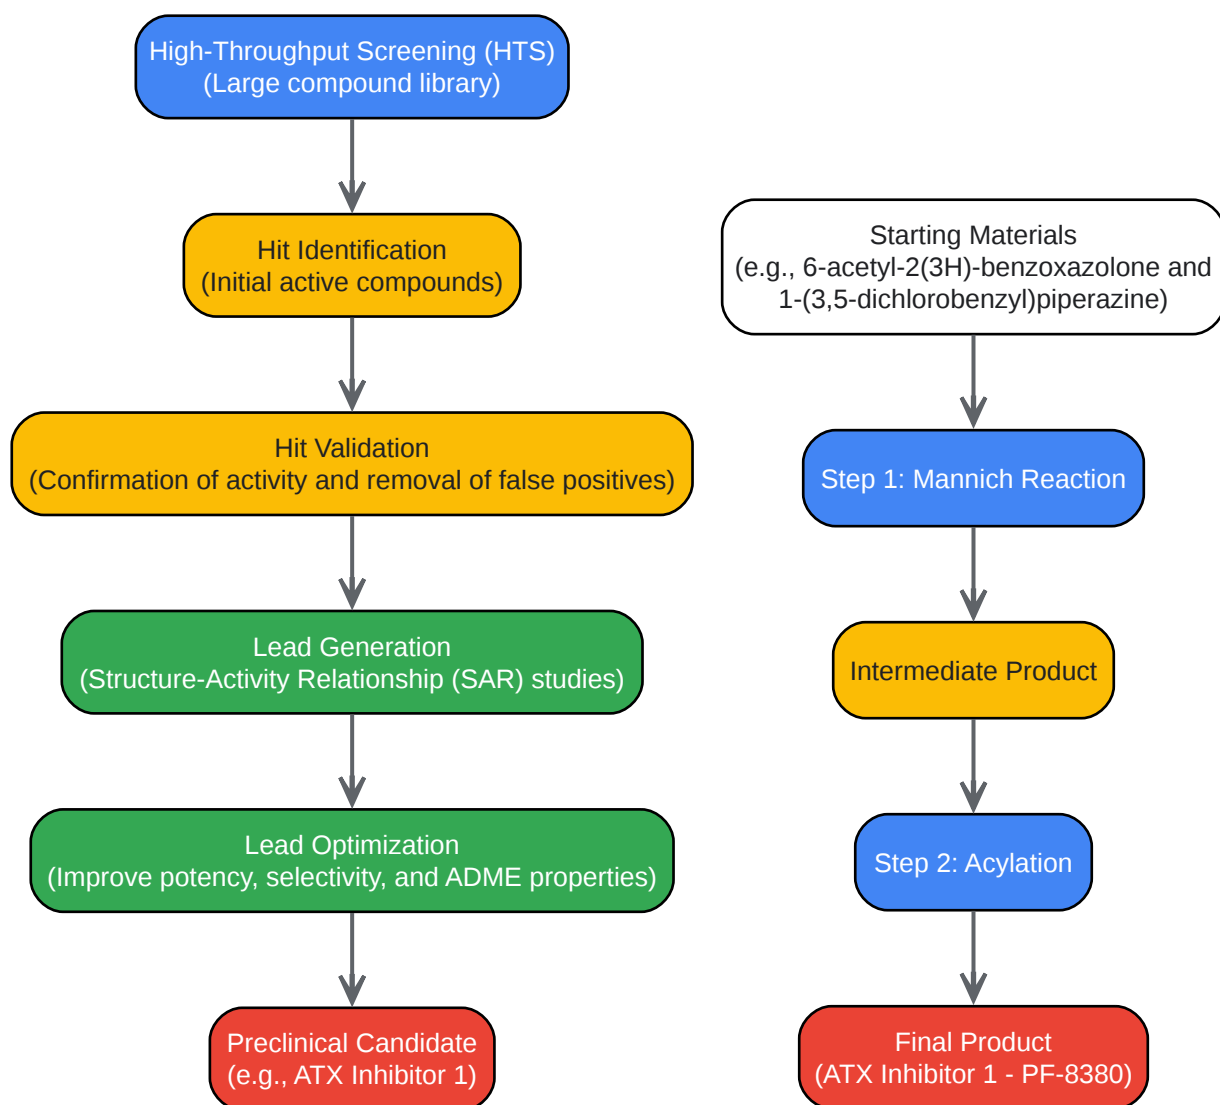 High-Throughput Screening (HTS)
(Large compound library)
Hit Identification
(Initial active compounds)
Hit Validation
(Confirmation of activity and removal of false positives)
Lead Generation
(Structure-Activity Relationship (SAR) studies)
Lead Optimization
(Improve potency, selectivity, and ADME properties)
Preclinical Candidate
(e.g., ATX Inhibitor 1)
Starting Materials
(e.g., 6-acetyl-2(3H)-benzoxazolone and
1-(3,5-dichlorobenzyl)piperazine)
Step 1: Mannich Reaction
Intermediate Product
Step 2: Acylation
Final Product
(ATX Inhibitor 1 - PF-8380)